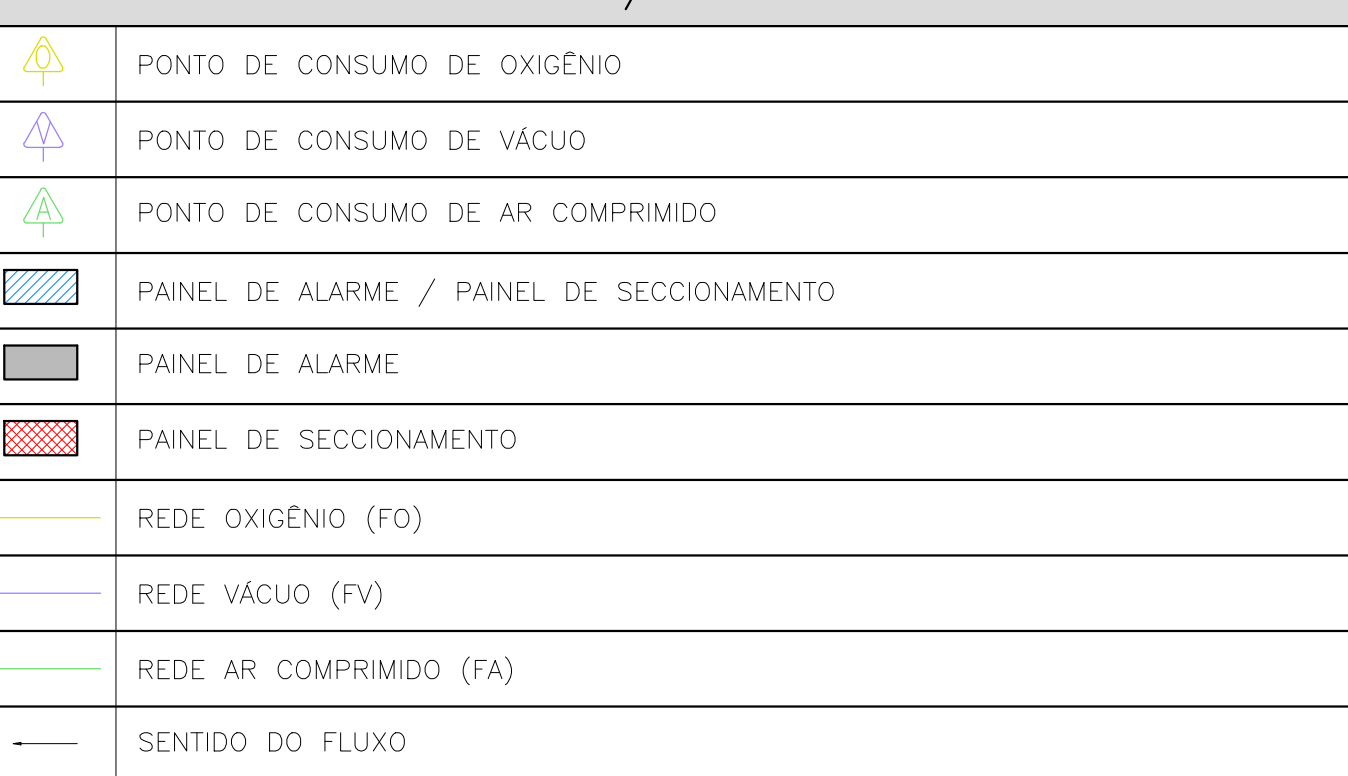 O PONTO DE CONSUMO DE OXIGÊNIO
V PONTO DE CONSUMO DE VÁCUO
A PONTO DE CONSUMO DE AR COMPRIMIDO
PAINEL DE ALARME / PAINEL DE SECCIONAMENTO
PAINEL DE ALARME
PAINEL DE SECCIONAMENTO
REDE OXIGÊNIO (FO)
REDE VÁCUO (FV)
REDE AR COMPRIMIDO (FA)
SENTIDO DO FLUXO